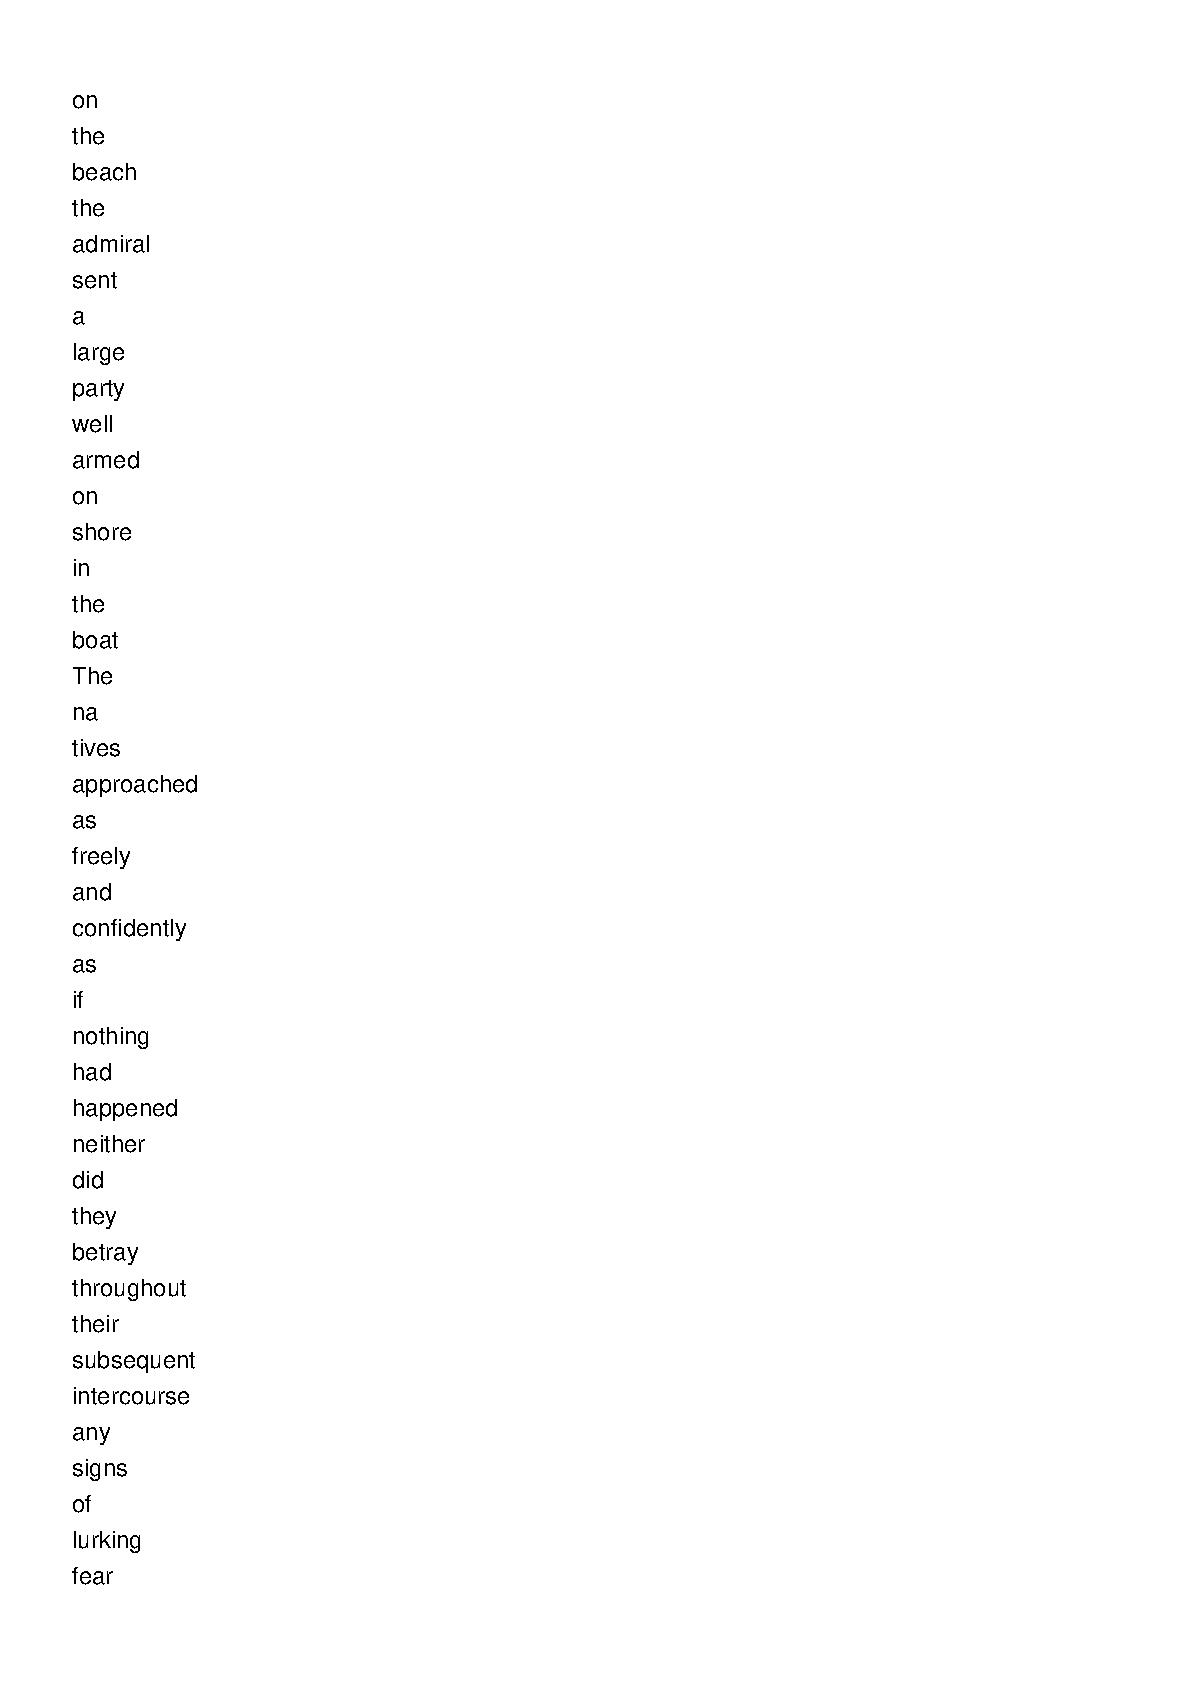 on
the
beach
the
admiral
sent
a
large
party
well
armed
on
shore
in
the
boat
The
na
tives
approached
as
freely
and
confidently
as
if
nothing
had
happened
neither
did
they
betray
throughout
their
subsequent
intercourse
any
signs
of
lurking
fear